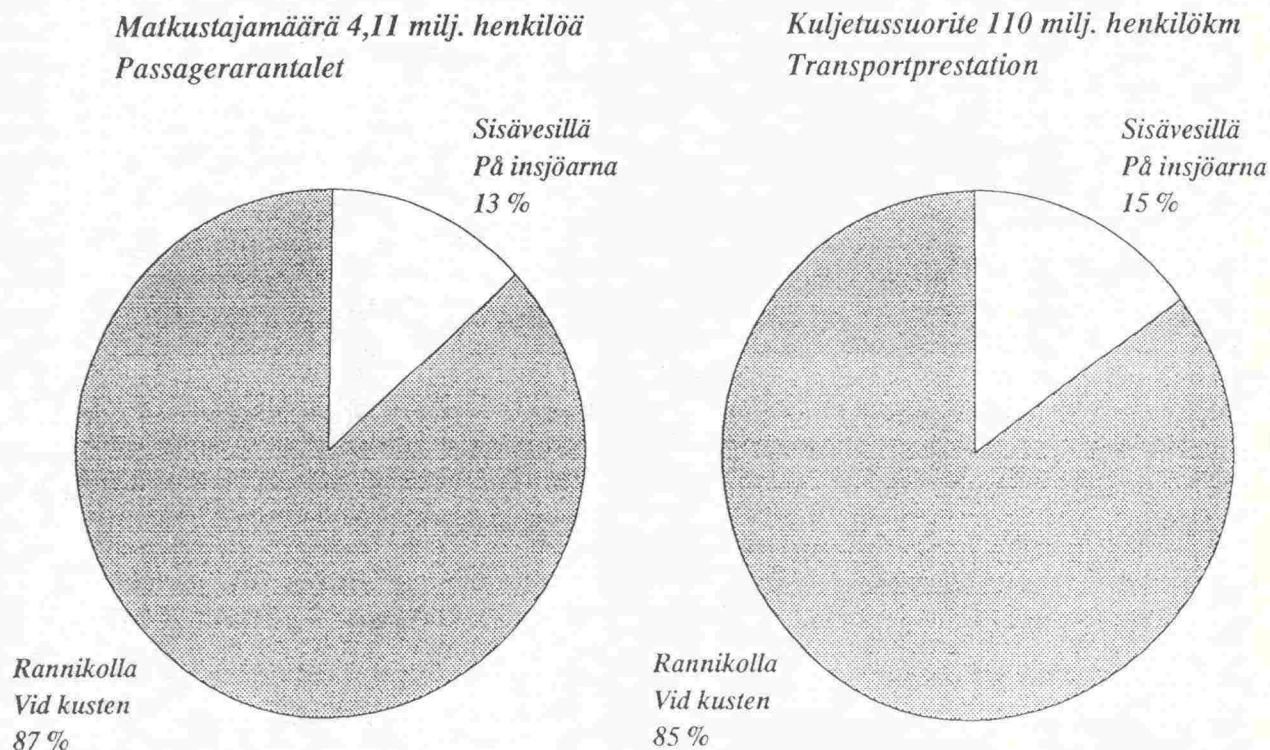 Matkustajamäärä 4,11 milj. henkilöä
Passagerarantalet
Sisävesillä
På insjöarna
13 %
Rannikolla
Vid kusten
87 %
Kuljetussuorite 110 milj. henkilökm
Transportprestation
Sisävesillä
På insjöarna
15 %
Rannikolla
Vid kusten
85 %